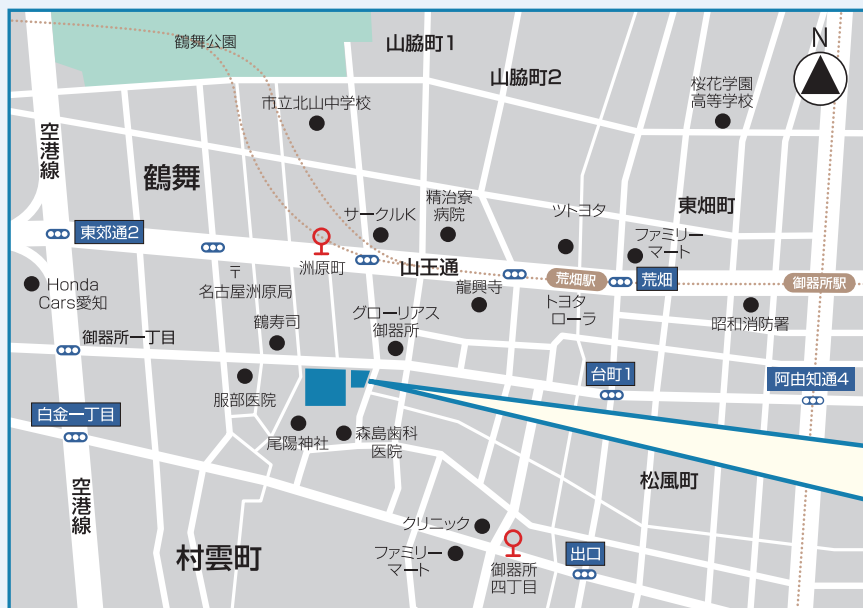 鶴舞公園
山脇町1
N
山脇町2
桜花学園
高等学校
市立北山中学校
空港線
鶴舞
精治寮
病院
東畑町
サークルK
ツトヨタ
ファミリー
マート
東郊通2
洲原町
山王通
荒畑駅
荒畑
御器所駅
〒
名古屋洲原局
Honda
Cars愛知
龍興寺
トヨタ
ローラ
昭和消防署
グローリアス
御器所
鶴寿司
御器所一丁目
台町1
阿由知通4
服部医院
白金一丁目
尾陽神社
森島歯科
医院
松風町
空港線
クリニック
村雲町
ファミリー
マート
御器所
四丁目
出口